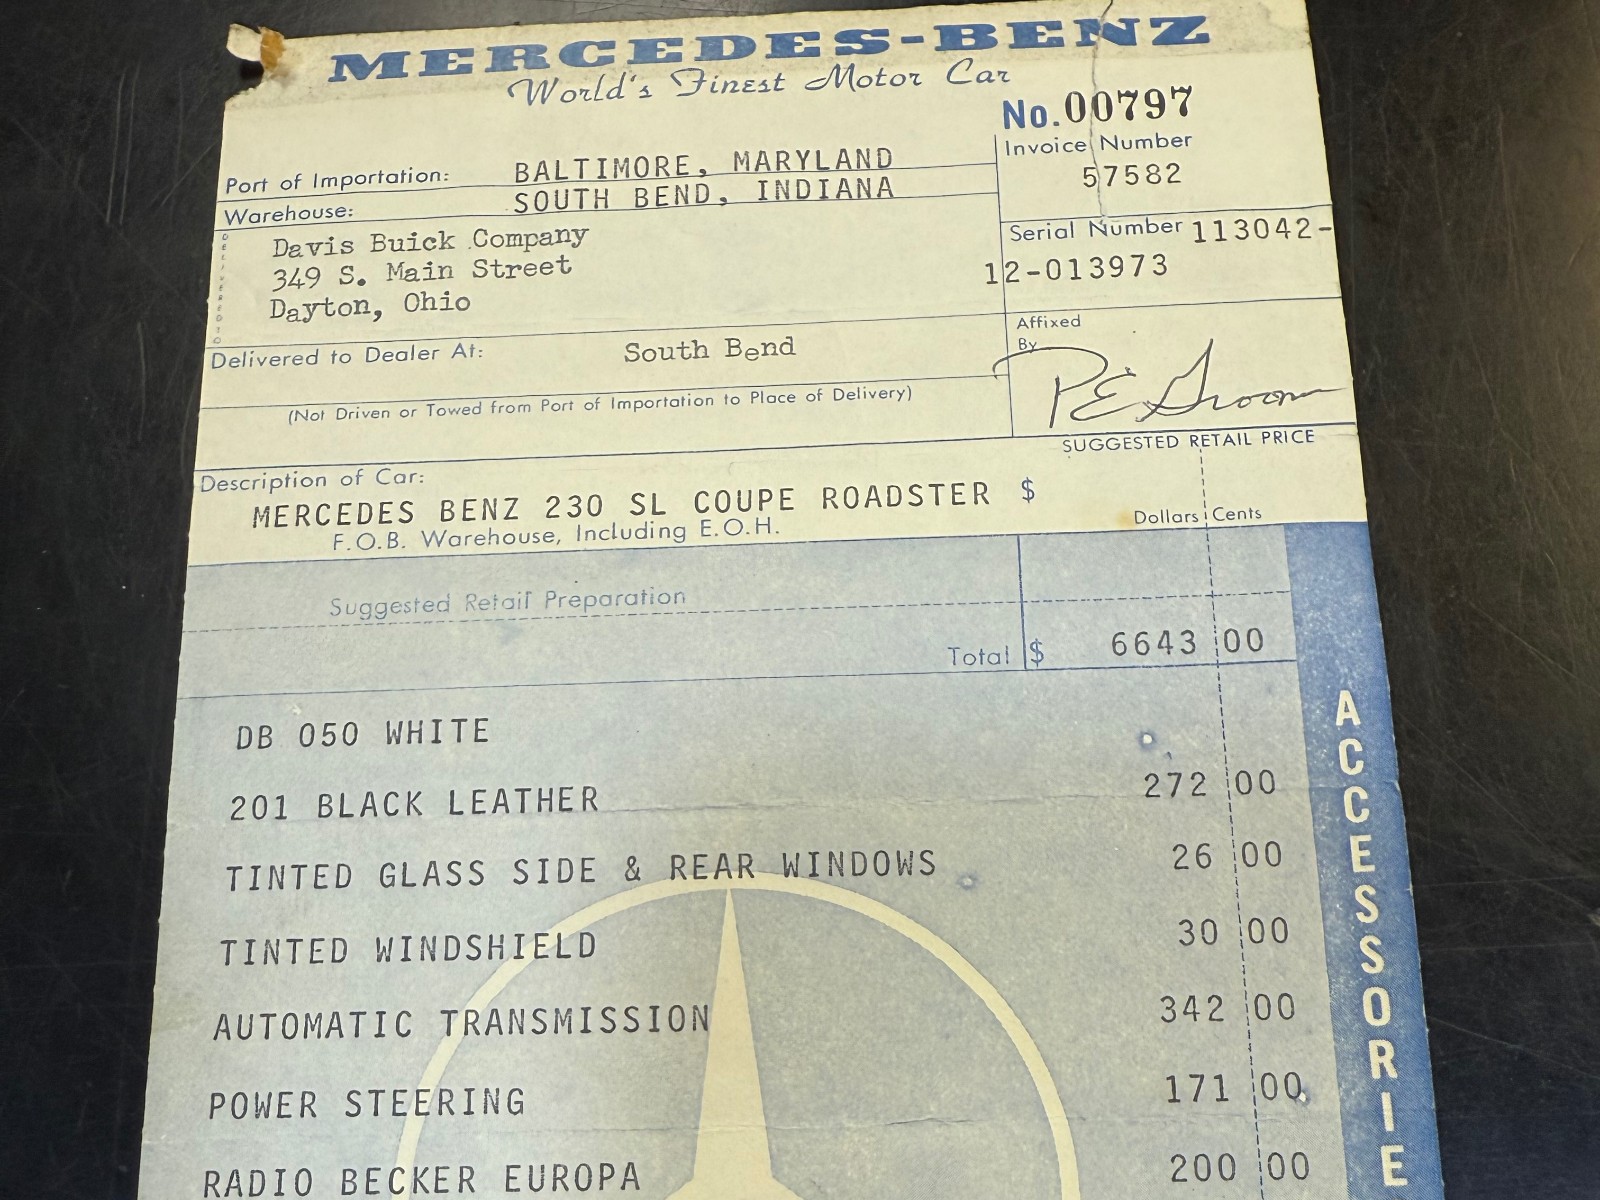 MERCEDES-BENZ
World's Finest Motor Car
No. 00797
Invoice Number
57582
Port of Importation: BALTIMORE, MARYLAND
Warehouse: SOUTH BEND, INDIANA
Serial Number 113042-
12-013973
DELIVERED TO
Davis Buick Company
349 S. Main Street
Dayton, Ohio
Affixed
By
P E Groom
Delivered to Dealer At: South Bend
(Not Driven or Towed from Port of Importation to Place of Delivery)
SUGGESTED RETAIL PRICE
Description of Car:
MERCEDES BENZ 230 SL COUPE ROADSTER $
F.O.B. Warehouse, Including E.O.H.
Dollars Cents
Suggested Retail Preparation
Total $ 6643 00
DB 050 WHITE
201 BLACK LEATHER 272 00
TINTED GLASS SIDE & REAR WINDOWS 26 00
TINTED WINDSHIELD 30 00
AUTOMATIC TRANSMISSION 342 00
POWER STEERING 171 00
RADIO BECKER EUROPA 200 00
ACCESSORIE